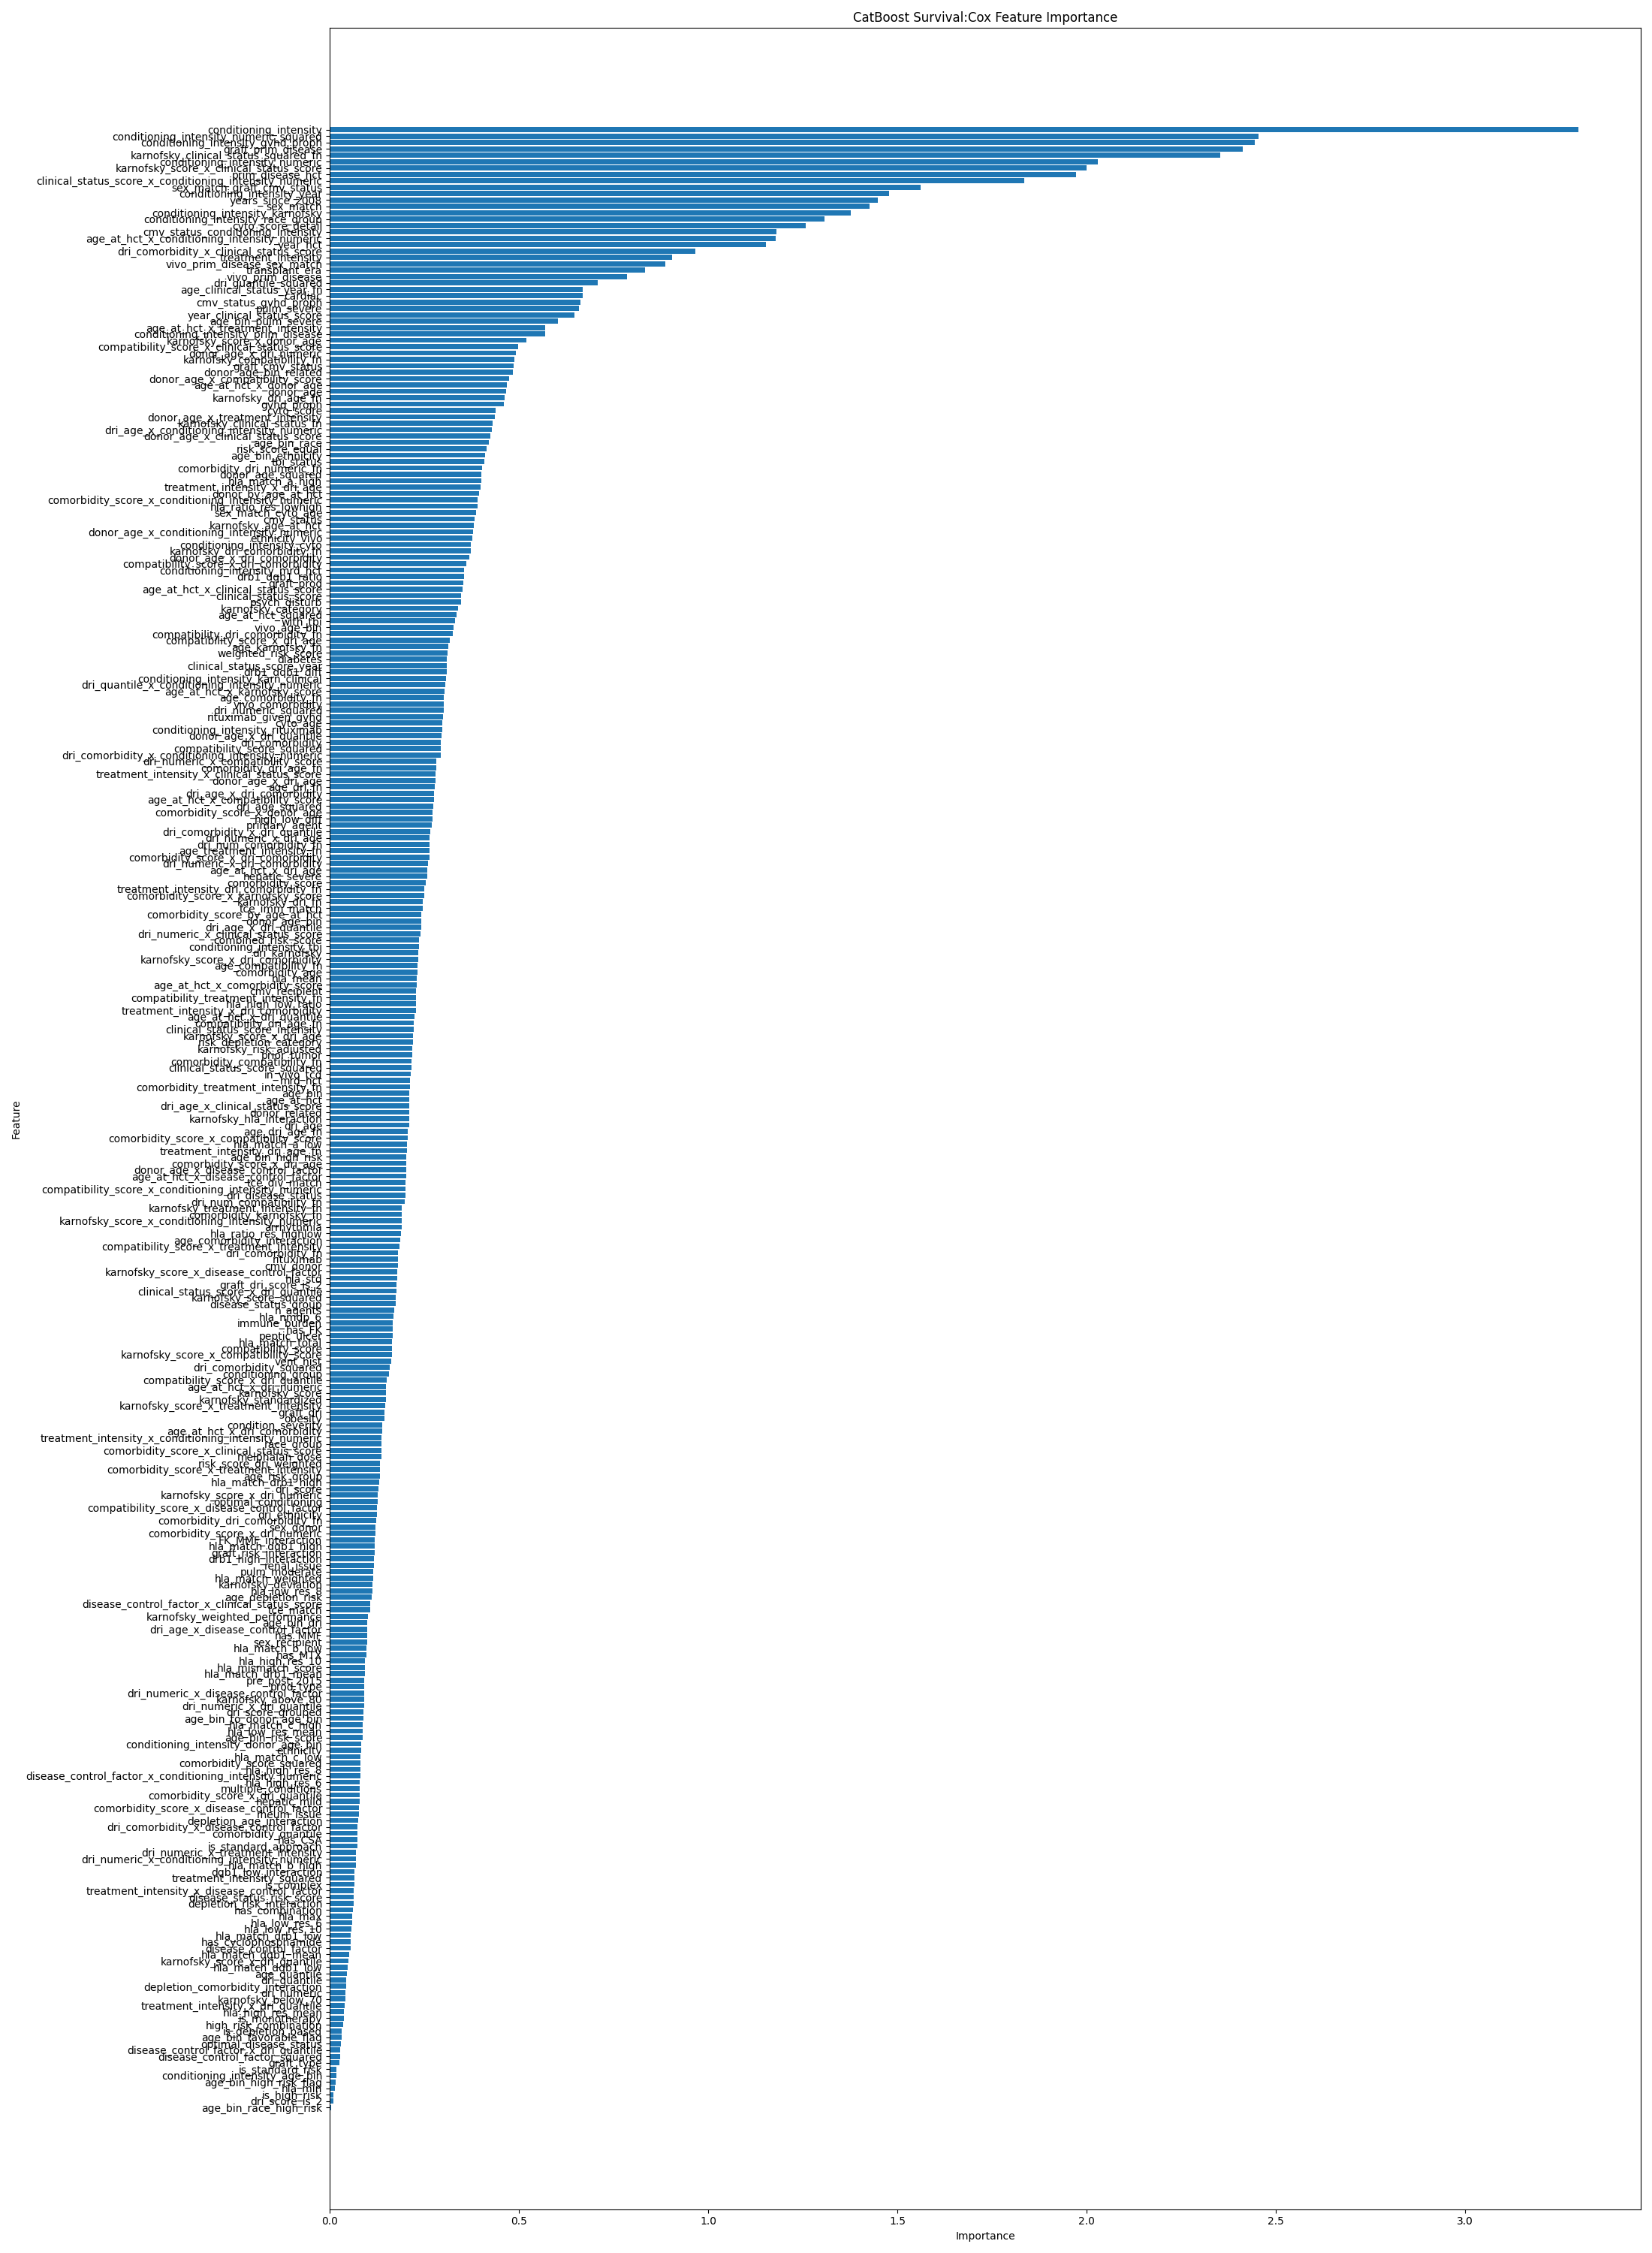 CatBoost Survival:Cox Feature Importance
conditioning_intensity
conditioning_intensity_numeric_squared
conditioning_intensity_gvhd_proph
graft_prim_disease
karnofsky_clinical_status_squared_fn
conditioning_intensity_numeric
karnofsky_score_x_clinical_status_score
prim_disease_hct
clinical_status_score_x_conditioning_intensity_numeric
sex_match_graft_cmv_status
conditioning_intensity_year
years_since_2008
sex_match
conditioning_intensity_karnofsky
conditioning_intensity_race_group
cyto_score_detail
cmv_status_conditioning_intensity
age_at_hct_x_conditioning_intensity_numeric
year_hct
dri_comorbidity_x_clinical_status_score
treatment_intensity
vivo_prim_disease_sex_match
transplant_era
vivo_prim_disease
dri_quantile_squared
age_clinical_status_year_fn
cardiac
cmv_status_gvhd_proph
pulm_severe
year_clinical_status_score
age_bin_pulm_severe
age_at_hct_x_treatment_intensity
conditioning_intensity_prim_disease
karnofsky_score_x_donor_age
compatibility_score_x_clinical_status_score
donor_age_x_dri_numeric
karnofsky_compatibility_fn
graft_cmv_status
donor_age_bin_related
donor_age_x_compatibility_score
age_at_hct_x_donor_age
donor_age
karnofsky_dri_age_fn
gvhd_proph
cyto_score
donor_age_x_treatment_intensity
karnofsky_clinical_status_fn
dri_age_x_conditioning_intensity_numeric
donor_age_x_clinical_status_score
age_bin_race
risk_score_equal
age_bin_ethnicity
tbi_status
comorbidity_dri_numeric_fn
donor_age_squared
hla_match_a_high
treatment_intensity_x_dri_age
donor_by_age_at_hct
comorbidity_score_x_conditioning_intensity_numeric
hla_ratio_res_lowhigh
sex_match_cyto_age
cmv_status
karnofsky_age_at_hct
donor_age_x_conditioning_intensity_numeric
ethnicity_vivo
conditioning_intensity_cyto
karnofsky_dri_comorbidity_fn
donor_age_x_dri_comorbidity
compatibility_score_x_dri_comorbidity
conditioning_intensity_mrd_hct
drb1_dqb1_ratio
graft_prod
age_at_hct_x_clinical_status_score
clinical_status_score
psych_disturb
karnofsky_category
age_at_hct_squared
with_tbi
vivo_age_bin
compatibility_dri_comorbidity_fn
compatibility_score_x_dri_age
age_karnofsky_fn
weighted_risk_score
diabetes
clinical_status_score_year
drb1_dqb1_diff
conditioning_intensity_karn_clinical
dri_quantile_x_conditioning_intensity_numeric
age_at_hct_x_karnofsky_score
age_comorbidity_fn
vivo_comorbidity
dri_numeric_squared
rituximab_given_gvhd
cyto_age
conditioning_intensity_rituximab
donor_age_x_dri_quantile
dri_comorbidity
compatibility_score_squared
dri_comorbidity_x_conditioning_intensity_numeric
dri_numeric_x_compatibility_score
comorbidity_dri_age_fn
treatment_intensity_x_clinical_status_score
donor_age_x_dri_age
age_dri_fn
dri_age_x_dri_comorbidity
age_at_hct_x_compatibility_score
dri_age_squared
comorbidity_score_x_donor_age
high_low_diff
primary_agent
dri_comorbidity_x_dri_quantile
dri_numeric_x_dri_age
dri_num_comorbidity_fn
age_treatment_intensity_fn
comorbidity_score_x_dri_comorbidity
dri_numeric_x_dri_comorbidity
age_at_hct_x_dri_age
hepatic_severe
comorbidity_score
treatment_intensity_dri_comorbidity_fn
comorbidity_score_x_karnofsky_score
karnofsky_dri_fn
tce_imm_match
comorbidity_score_by_age_at_hct
donor_age_bin
dri_age_x_dri_quantile
dri_numeric_x_clinical_status_score
combined_risk_score
conditioning_intensity_tbi
dri_karnofsky
karnofsky_score_x_dri_comorbidity
age_compatibility_fn
comorbidity_age
hla_mean
age_at_hct_x_comorbidity_score
cmv_recipient
compatibility_treatment_intensity_fn
hla_high_low_ratio
treatment_intensity_x_dri_comorbidity
age_at_hct_x_dri_quantile
compatibility_dri_age_fn
clinical_status_score_intensity
karnofsky_score_x_dri_age
risk_depletion_category
karnofsky_risk_adjusted
prior_tumor
comorbidity_compatibility_fn
clinical_status_score_squared
in_vivo_tcd
mrd_hct
comorbidity_treatment_intensity_fn
age_bin
age_at_hct
dri_age_x_clinical_status_score
donor_related
karnofsky_hla_interaction
dri_age
age_dri_age_fn
comorbidity_score_x_compatibility_score
hla_match_a_low
treatment_intensity_dri_age_fn
age_bin_high_risk
comorbidity_score_x_dri_age
donor_age_x_disease_control_factor
age_at_hct_x_disease_control_factor
tce_div_match
compatibility_score_x_conditioning_intensity_numeric
dri_disease_status
dri_num_compatibility_fn
karnofsky_treatment_intensity_fn
comorbidity_karnofsky_fn
karnofsky_score_x_conditioning_intensity_numeric
arrhythmia
hla_ratio_res_highlow
age_comorbidity_interaction
compatibility_score_x_treatment_intensity
dri_comorbidity_fn
rituximab
cmv_donor
karnofsky_score_x_disease_control_factor
hla_std
graft_dri_score_is_2
clinical_status_score_x_dri_quantile
karnofsky_score_squared
disease_status_group
n_agents
hla_nmdp_6
immune_burden
has_FK
peptic_ulcer
hla_match_total
compatibility_score
karnofsky_score_x_compatibility_score
vent_hist
dri_comorbidity_squared
conditioning_group
compatibility_score_x_dri_quantile
age_at_hct_x_dri_numeric
karnofsky_score
karnofsky_standardized
karnofsky_score_x_treatment_intensity
graft_dri
obesity
condition_severity
age_at_hct_x_dri_comorbidity
treatment_intensity_x_conditioning_intensity_numeric
race_group
comorbidity_score_x_clinical_status_score
melphalan_dose
risk_score_dri_weighted
comorbidity_score_x_treatment_intensity
age_risk_group
hla_match_drb1_high
dri_score
karnofsky_score_x_dri_numeric
optimal_conditioning
compatibility_score_x_disease_control_factor
dri_ethnicity
comorbidity_dri_comorbidity_fn
sex_donor
comorbidity_score_x_dri_numeric
FK_MMF_interaction
hla_match_dqb1_high
graft_risk_interaction
drb1_high_interaction
renal_issue
pulm_moderate
hla_match_weighted
karnofsky_deviation
hla_low_res_8
age_depletion_risk
disease_control_factor_x_clinical_status_score
tce_match
karnofsky_weighted_performance
age_bin_dri
dri_age_x_disease_control_factor
has_MMF
sex_recipient
hla_match_b_low
has_MTX
hla_high_res_10
hla_mismatch_score
hla_match_drb1_mean
pre_post_2015
prod_type
dri_numeric_x_disease_control_factor
karnofsky_above_80
dri_numeric_x_dri_quantile
dri_score_grouped
age_bin_to_donor_age_bin
hla_match_c_high
hla_low_res_mean
age_bin_risk_score
conditioning_intensity_donor_age_bin
ethnicity
hla_match_c_low
comorbidity_score_squared
hla_high_res_8
disease_control_factor_x_conditioning_intensity_numeric
hla_high_res_6
multiple_conditions
comorbidity_score_x_dri_quantile
hepatic_mild
comorbidity_score_x_disease_control_factor
rheum_issue
depletion_age_interaction
dri_comorbidity_x_disease_control_factor
comorbidity_quantile
has_CSA
is_standard_approach
dri_numeric_x_treatment_intensity
dri_numeric_x_conditioning_intensity_numeric
hla_match_b_high
dqb1_low_interaction
treatment_intensity_squared
is_complex
treatment_intensity_x_disease_control_factor
disease_status_risk_score
depletion_risk_interaction
has_combination
hla_max
hla_low_res_6
hla_low_res_10
hla_match_drb1_low
has_cyclophosphamide
disease_control_factor
hla_match_dqb1_mean
karnofsky_score_x_dri_quantile
hla_match_dqb1_low
age_quantile
dri_quantile
depletion_comorbidity_interaction
dri_numeric
karnofsky_below_70
treatment_intensity_x_dri_quantile
hla_high_res_mean
is_monotherapy
high_risk_combination
is_depletion_based
age_bin_favorable_flag
optimal_disease_status
disease_control_factor_x_dri_quantile
disease_control_factor_squared
graft_type
is_standard_risk
conditioning_intensity_age_bin
age_bin_high_risk_flag
hla_min
is_high_risk
dri_score_is_2
age_bin_race_high_risk
Feature
0.0 0.5 1.0 1.5 2.0 2.5 3.0
Importance